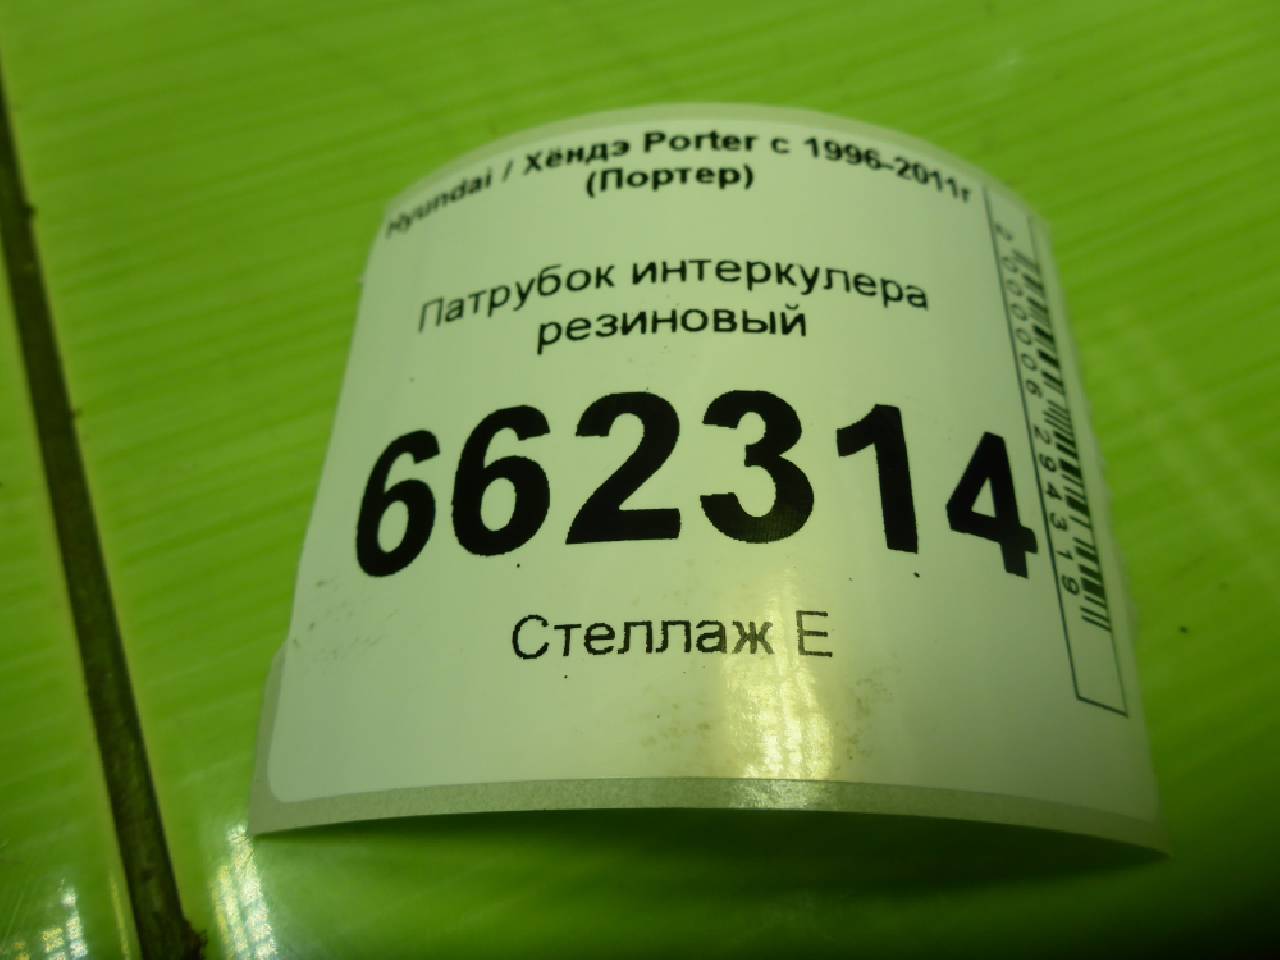 Hyundai / Хёндэ Porter с 1996-2011г
(Портер)
Патрубок интеркулера
резиновый
662314
Стеллаж Е
2000006294319